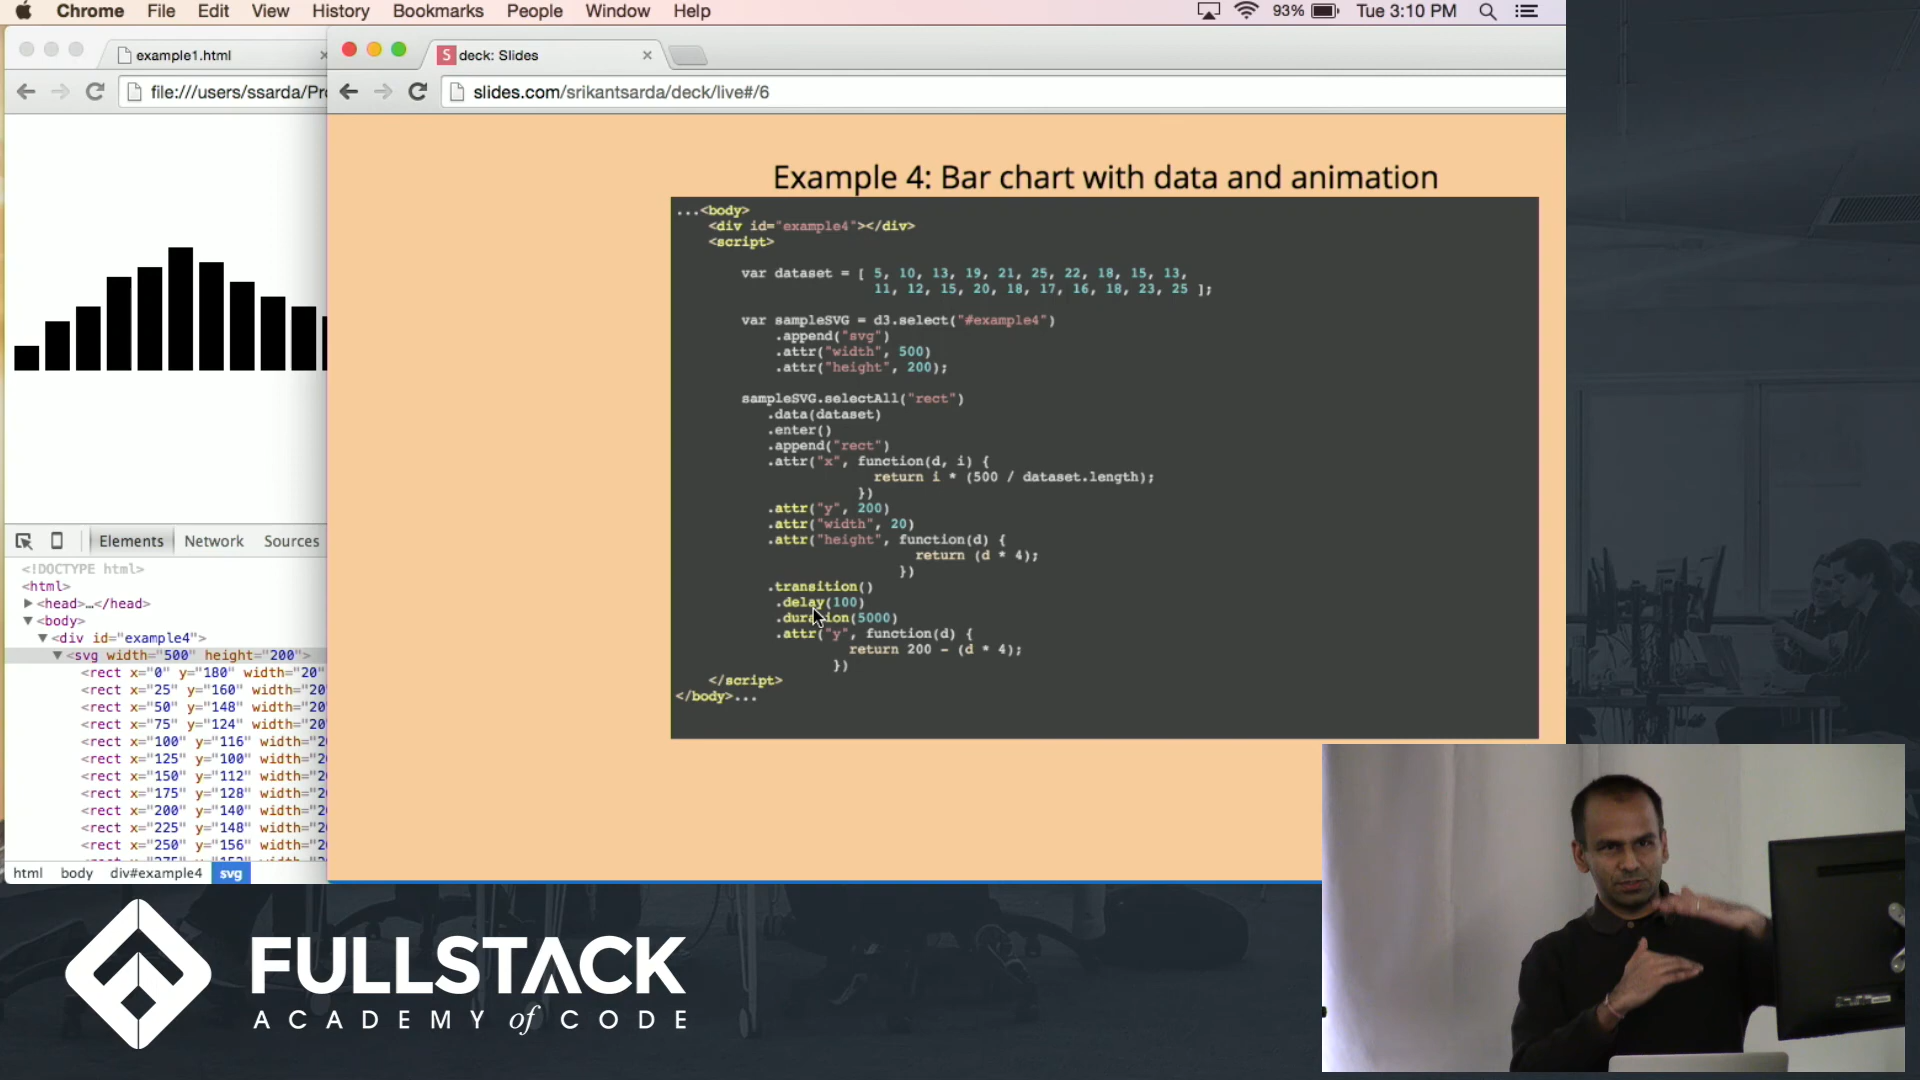 Chrome File Edit View History Bookmarks People Window Help 93% Tue 3:10 PM
example1.html
deck: Slides
file:///users/ssarda/Pr
slides.com/srikantsarda/deck/live#/6
Example 4: Bar chart with data and animation
...<body>
<div id="example4"></div>
<script>
var dataset = [ 5, 10, 13, 19, 21, 25, 22, 18, 15, 13,
11, 12, 15, 20, 18, 17, 16, 18, 23, 25 ];
var sampleSVG = d3.select("#example4")
.append("svg")
.attr("width", 500)
.attr("height", 200);
sampleSVG.selectAll("rect")
.data(dataset)
.enter()
.append("rect")
.attr("x", function(d, i) {
return i * (500 / dataset.length);
})
.attr("y", 200)
.attr("width", 20)
.attr("height", function(d) {
return (d * 4);
})
.transition()
.delay(100)
.duration(5000)
.attr("y", function(d) {
return 200 - (d * 4);
})
</script>
</body>...
Elements Network Sources
<!DOCTYPE html>
<html>
<head>…</head>
<body>
<div id="example4">
<svg width="500" height="200">
<rect x="0" y="180" width="20"
<rect x="25" y="160" width="20
<rect x="50" y="148" width="20
<rect x="75" y="124" width="20
<rect x="100" y="116" width="2
<rect x="125" y="100" width="2
<rect x="150" y="112" width="2
<rect x="175" y="128" width="2
<rect x="200" y="140" width="2
<rect x="225" y="148" width="2
<rect x="250" y="156" width="2
html body div#example4 svg
FULLSTACK
ACADEMY of CODE